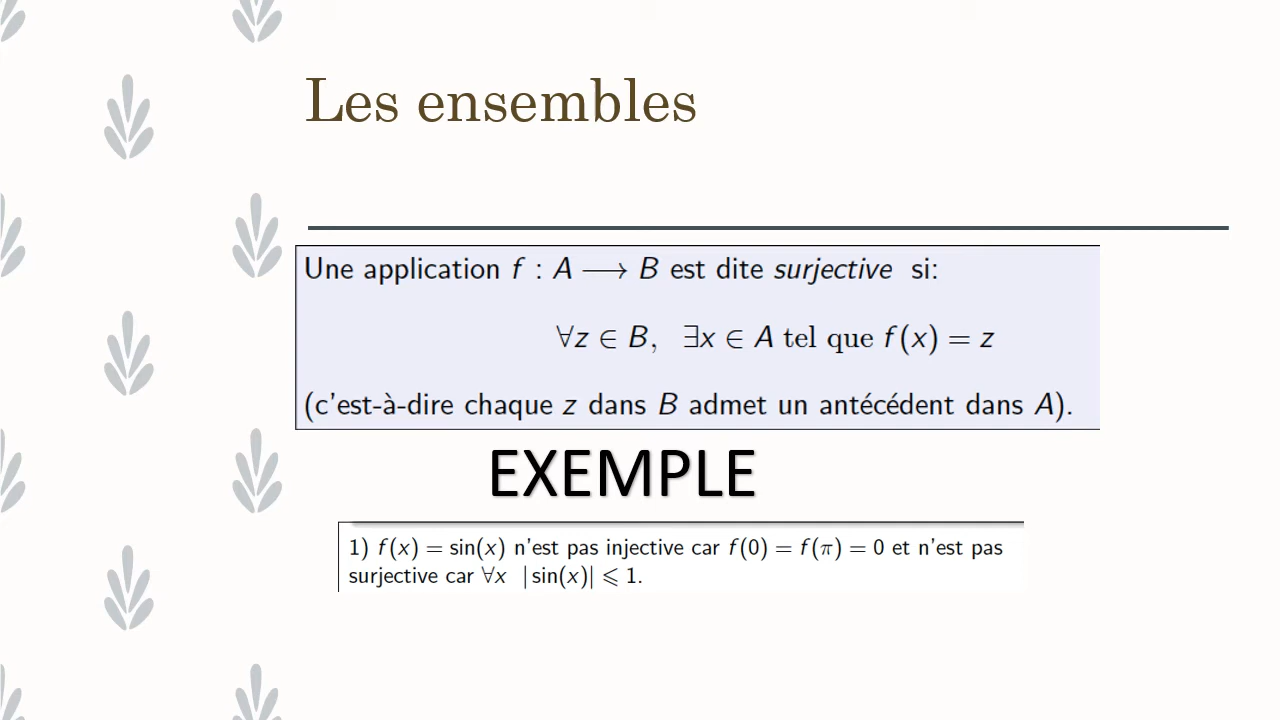 Les ensembles
Une application f : A ⟶ B est dite surjective si:
∀z ∈ B, ∃x ∈ A tel que f(x) = z
(c'est-à-dire chaque z dans B admet un antécédent dans A).
EXEMPLE
1) f(x) = sin(x) n'est pas injective car f(0) = f(π) = 0 et n'est pas
surjective car ∀x | sin(x)| ⩽ 1.